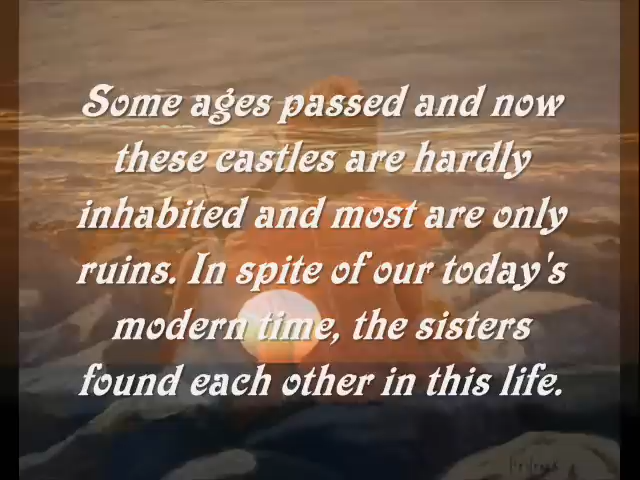 Some ages passed and now
these castles are hardly
inhabited and most are only
ruins. In spite of our today's
modern time, the sisters
found each other in this life.